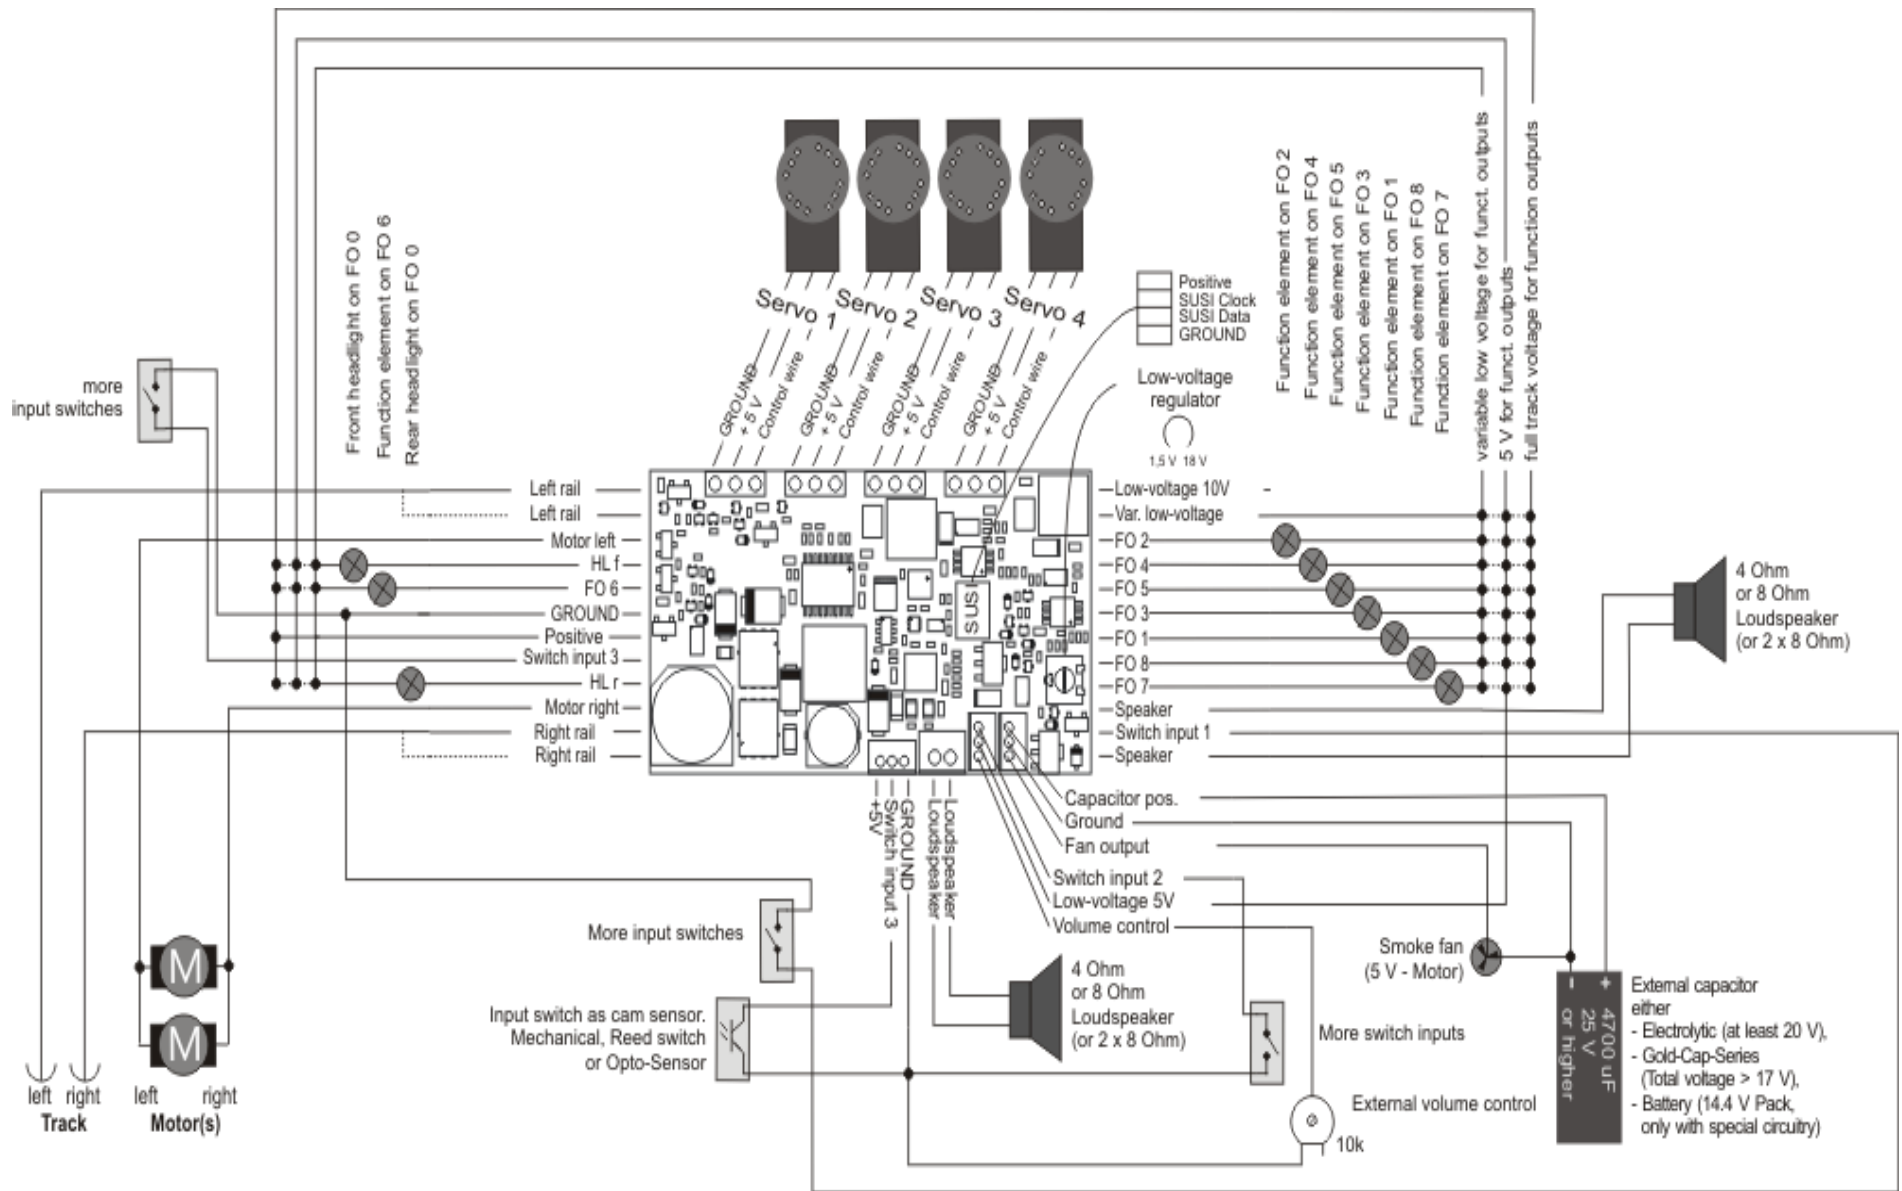 Function element on FO 2
Function element on FO 4
Function element on FO 5
Function element on FO 3
Function element on FO 1
Function element on FO 8
Function element on FO 7
variable low voltage for funct. outputs
5 V for funct. outputs
full track voltage for function outputs
Front headlight on FO 0
Function element on FO 6
Rear headlight on FO 0
Servo 1
Servo 2
Servo 3
Servo 4
GROUND
+ 5 V
Control wire
GROUND
+ 5 V
Control wire
GROUND
+ 5 V
Control wire
GROUND
+ 5 V
Control wire
Positive
SUSI Clock
SUSI Data
GROUND
Low-voltage
regulator
1,5 V 18 V
more
input switches
Left rail
Left rail
Motor left
HL f
FO 6
GROUND
Positive
Switch input 3
HL r
Motor right
Right rail
Right rail
SUSI
Low-voltage 10V
Var. low-voltage
FO 2
FO 4
FO 5
FO 3
FO 1
FO 8
FO 7
Speaker
Switch input 1
Speaker
4 Ohm
or 8 Ohm
Loudspeaker
(or 2 x 8 Ohm)
+5V
Switch input 3
GROUND
Loudspeaker
Loudspeaker
Capacitor pos.
Ground
Fan output
Switch input 2
Low-voltage 5V
Volume control
More input switches
Input switch as cam sensor.
Mechanical, Reed switch
or Opto-Sensor
4 Ohm
or 8 Ohm
Loudspeaker
(or 2 x 8 Ohm)
Smoke fan
(5 V - Motor)
More switch inputs
External volume control
10k
- +
4700 uF
25 V
or higher
External capacitor
either
- Electrolytic (at least 20 V),
- Gold-Cap-Series
(Total voltage > 17 V),
- Battery (14.4 V Pack,
only with special circuitry)
M
M
left right
Track
left right
Motor(s)